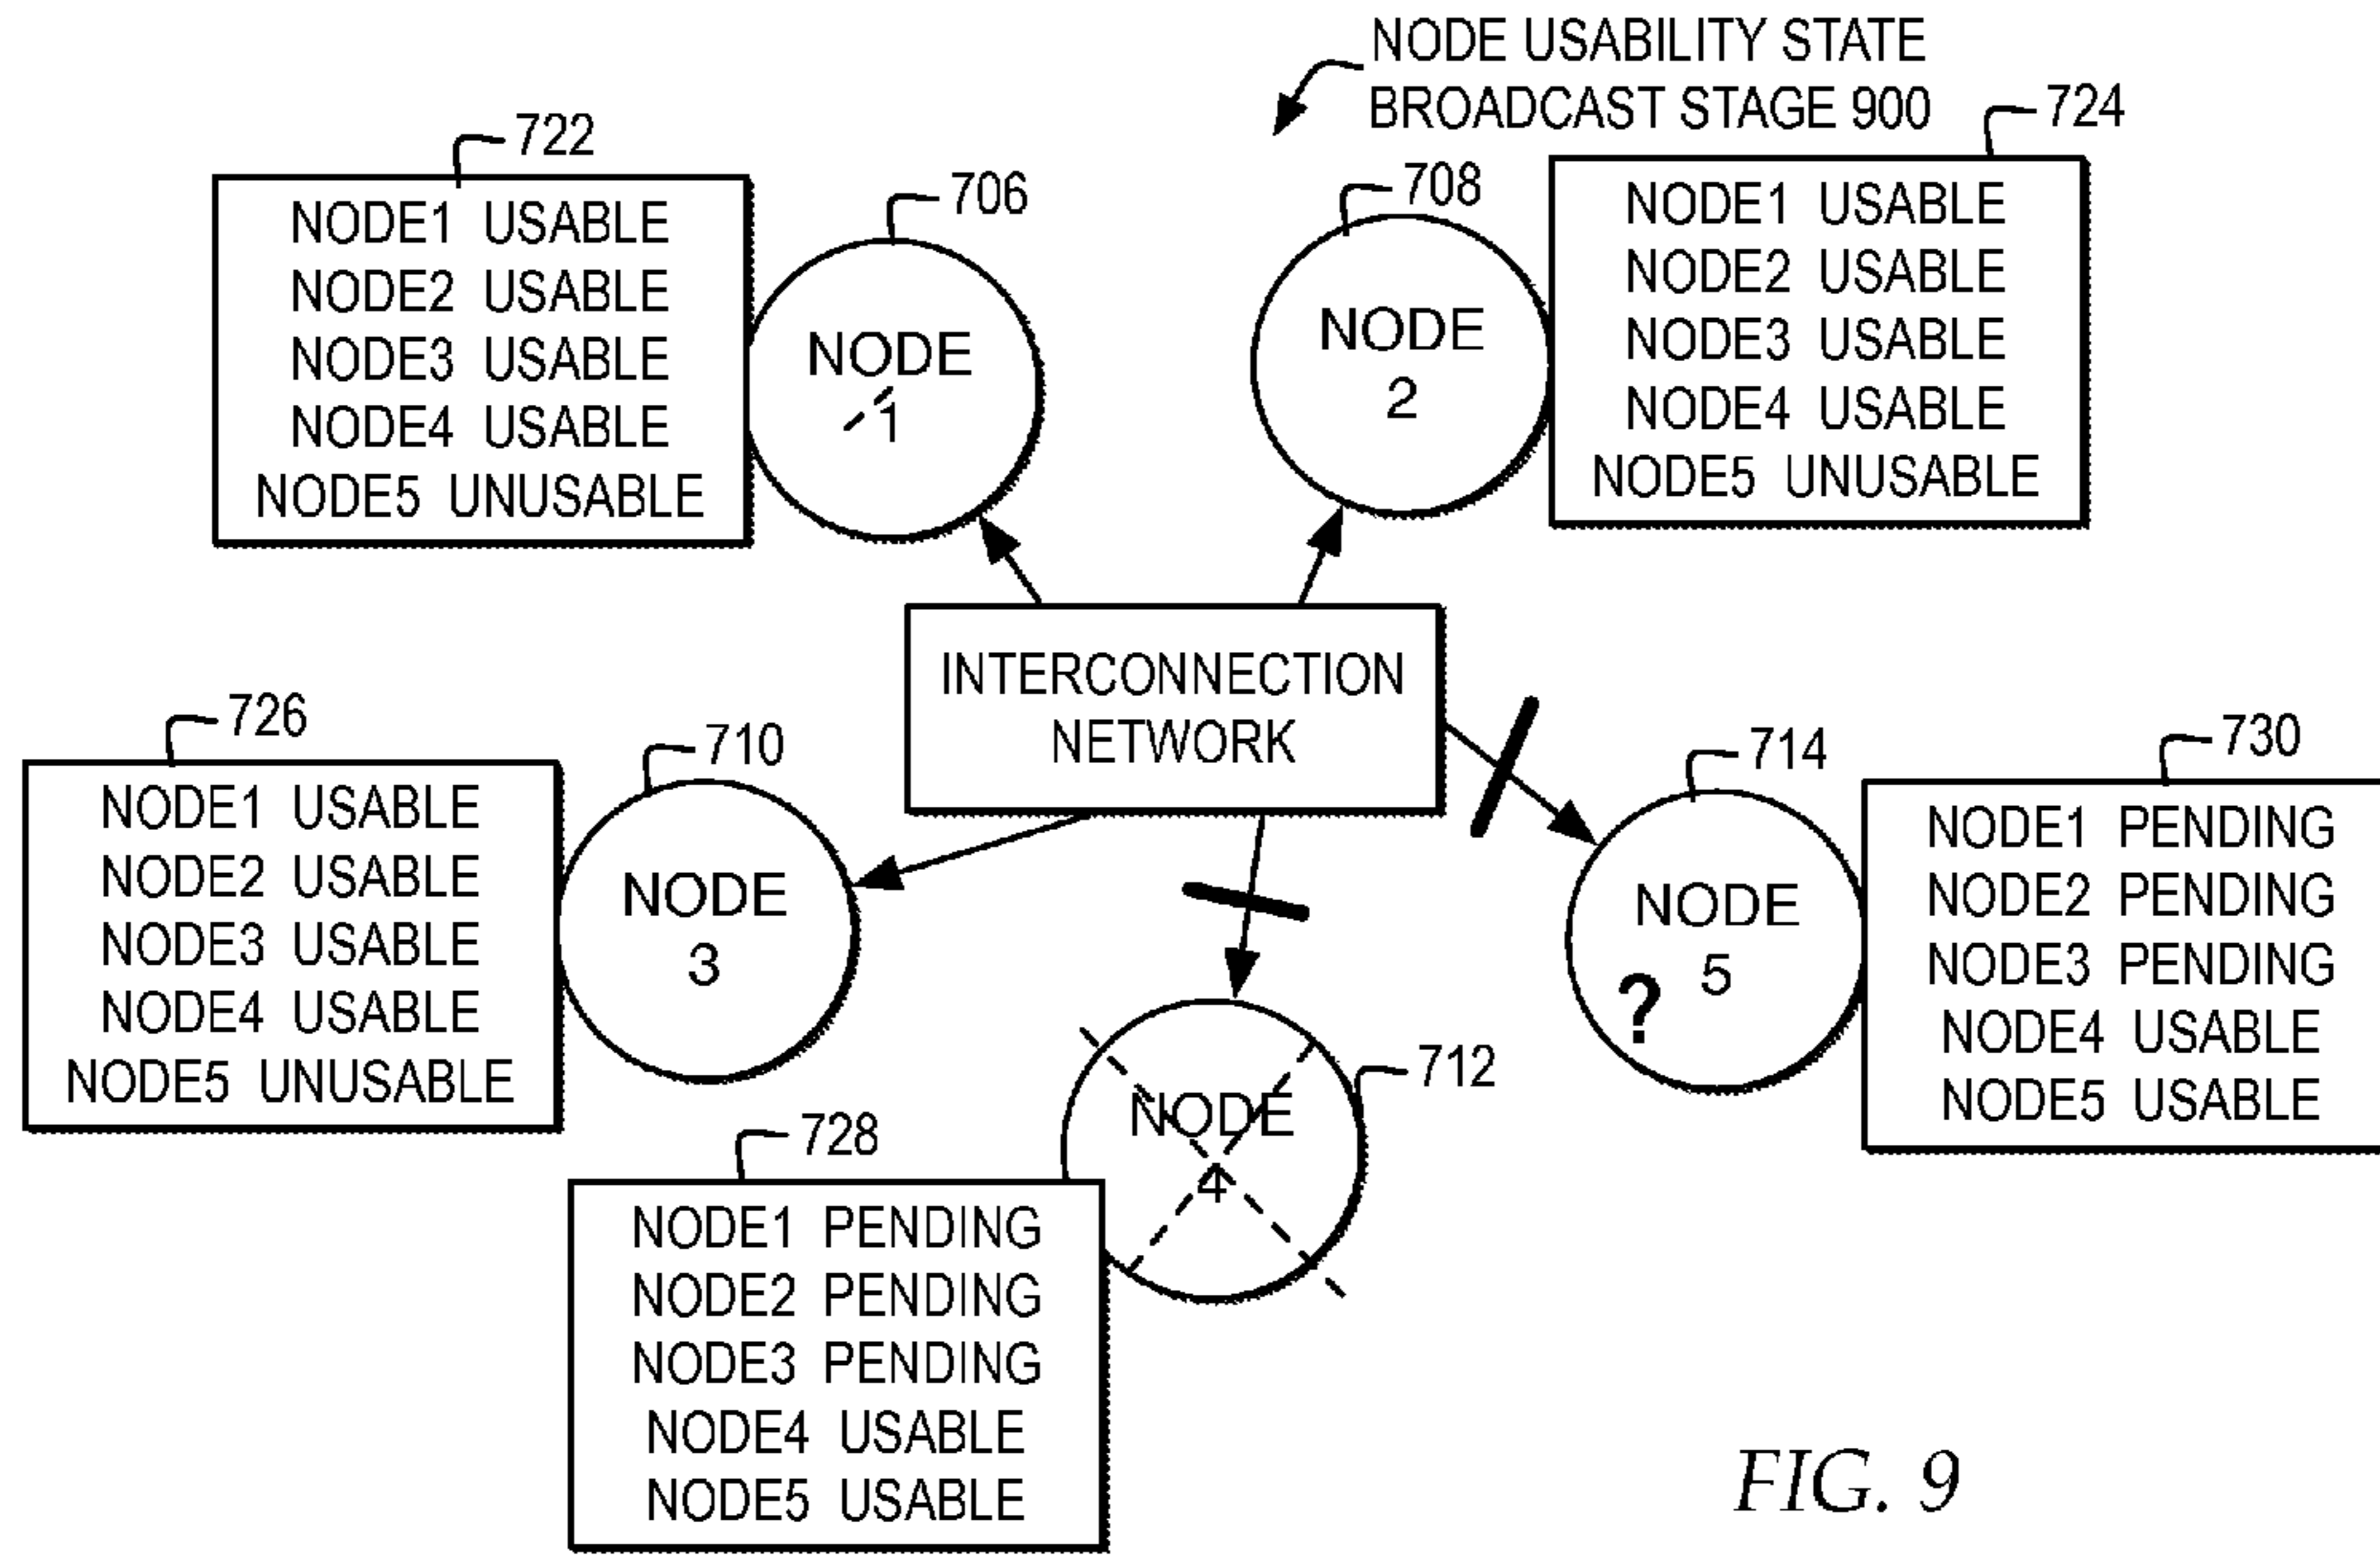 NODE USABILITY STATE
BROADCAST STAGE 900
722
NODE1 USABLE
NODE2 USABLE
NODE3 USABLE
NODE4 USABLE
NODE5 UNUSABLE
706
NODE
1
708
NODE
2
724
NODE1 USABLE
NODE2 USABLE
NODE3 USABLE
NODE4 USABLE
NODE5 UNUSABLE
INTERCONNECTION
NETWORK
726
NODE1 USABLE
NODE2 USABLE
NODE3 USABLE
NODE4 USABLE
NODE5 UNUSABLE
710
NODE
3
714
NODE
5
?
730
NODE1 PENDING
NODE2 PENDING
NODE3 PENDING
NODE4 USABLE
NODE5 USABLE
712
NODE
4
728
NODE1 PENDING
NODE2 PENDING
NODE3 PENDING
NODE4 USABLE
NODE5 USABLE
FIG. 9